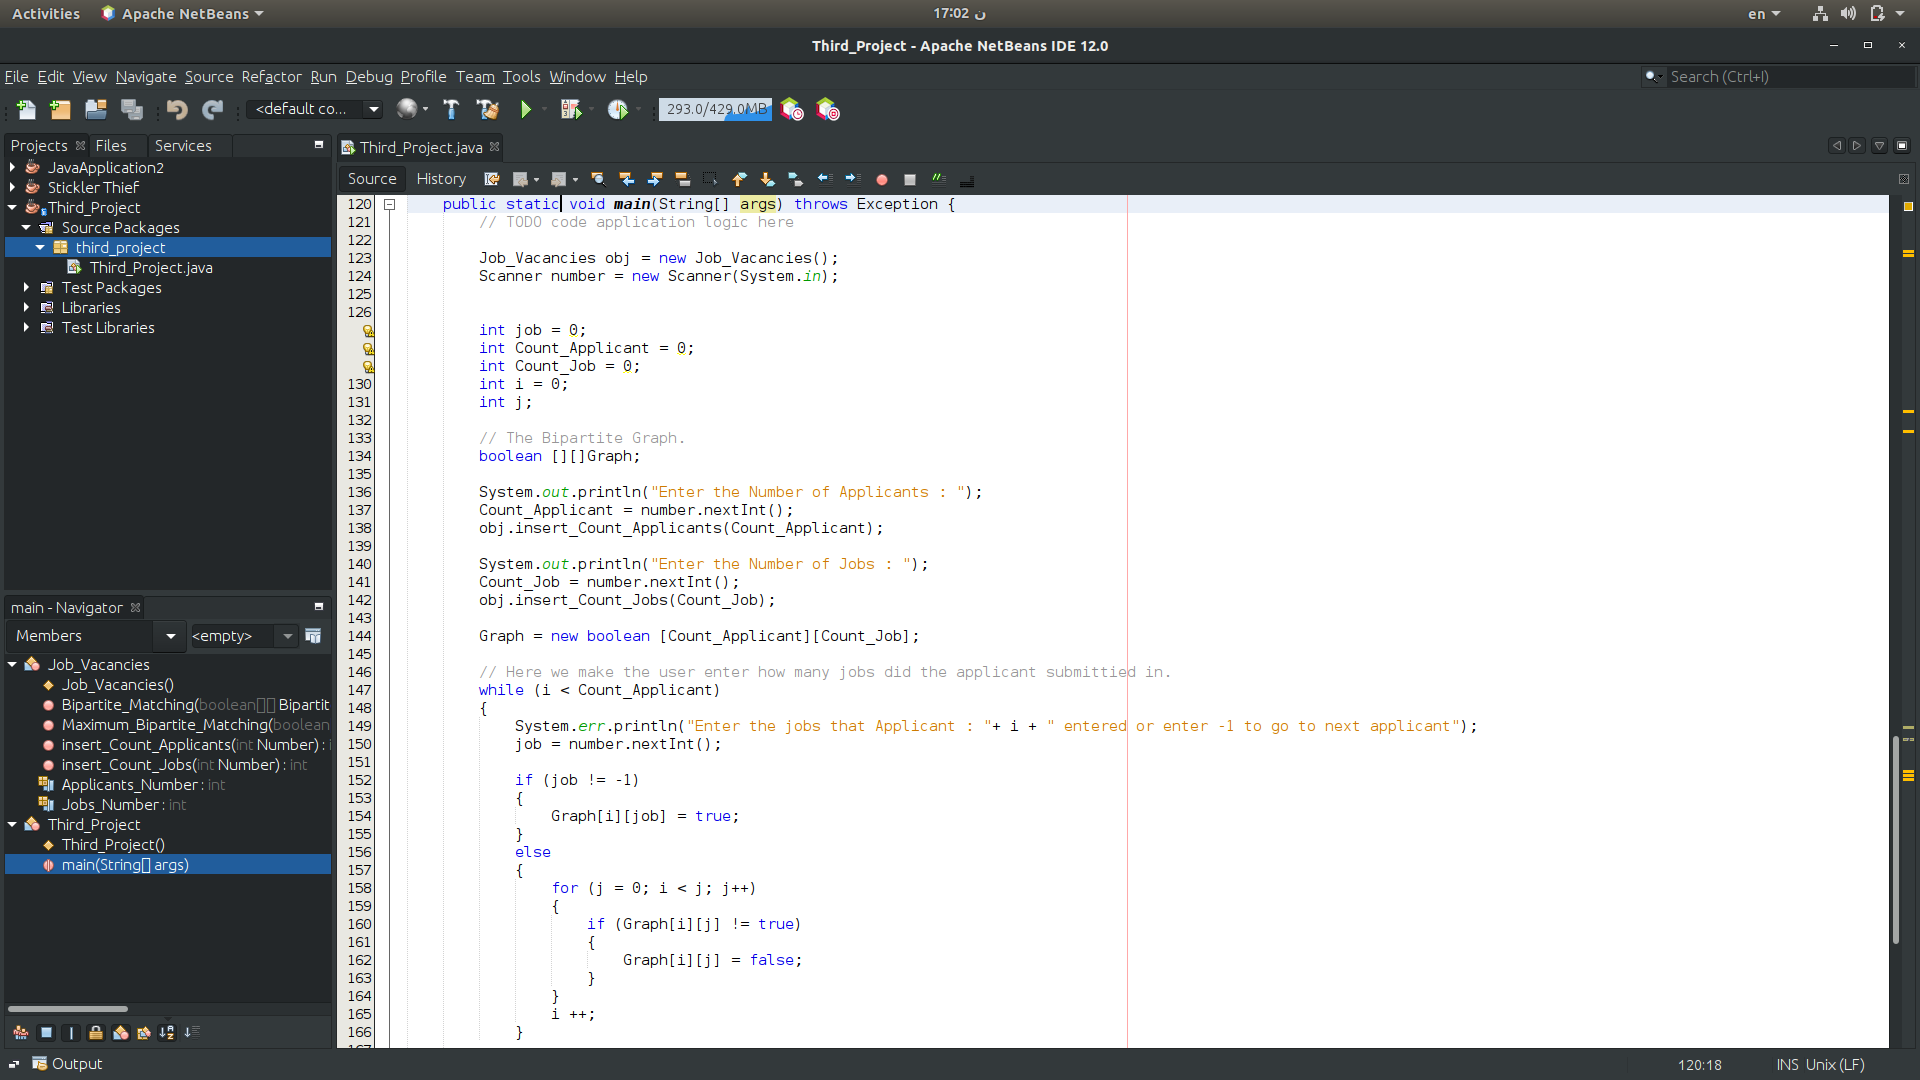 Activities Apache NetBeans 17:02 ن en
Third_Project - Apache NetBeans IDE 12.0
File Edit View Navigate Source Refactor Run Debug Profile Team Tools Window Help Search (Ctrl+I)
<default co... 293.0/429.0MB
Projects Files Services
JavaApplication2
Stickler Thief
Third_Project
Source Packages
third_project
Third_Project.java
Test Packages
Libraries
Test Libraries
main - Navigator
Members <empty>
Job_Vacancies
Job_Vacancies()
Bipartite_Matching(boolean[][] Bipartit
Maximum_Bipartite_Matching(boolean
insert_Count_Applicants(int Number) : i
insert_Count_Jobs(int Number) : int
Applicants_Number : int
Jobs_Number : int
Third_Project
Third_Project()
main(String[] args)
Third_Project.java
Source History
120 public static void main(String[] args) throws Exception {
121 // TODO code application logic here
122
123 Job_Vacancies obj = new Job_Vacancies();
124 Scanner number = new Scanner(System.in);
125
126
int job = 0;
int Count_Applicant = 0;
int Count_Job = 0;
130 int i = 0;
131 int j;
132
133 // The Bipartite Graph.
134 boolean [][]Graph;
135
136 System.out.println("Enter the Number of Applicants : ");
137 Count_Applicant = number.nextInt();
138 obj.insert_Count_Applicants(Count_Applicant);
139
140 System.out.println("Enter the Number of Jobs : ");
141 Count_Job = number.nextInt();
142 obj.insert_Count_Jobs(Count_Job);
143
144 Graph = new boolean [Count_Applicant][Count_Job];
145
146 // Here we make the user enter how many jobs did the applicant submittied in.
147 while (i < Count_Applicant)
148 {
149 System.err.println("Enter the jobs that Applicant : "+ i + " entered or enter -1 to go to next applicant");
150 job = number.nextInt();
151
152 if (job != -1)
153 {
154 Graph[i][job] = true;
155 }
156 else
157 {
158 for (j = 0; i < j; j++)
159 {
160 if (Graph[i][j] != true)
161 {
162 Graph[i][j] = false;
163 }
164 }
165 i ++;
166 }
Output
120:18 INS Unix (LF)